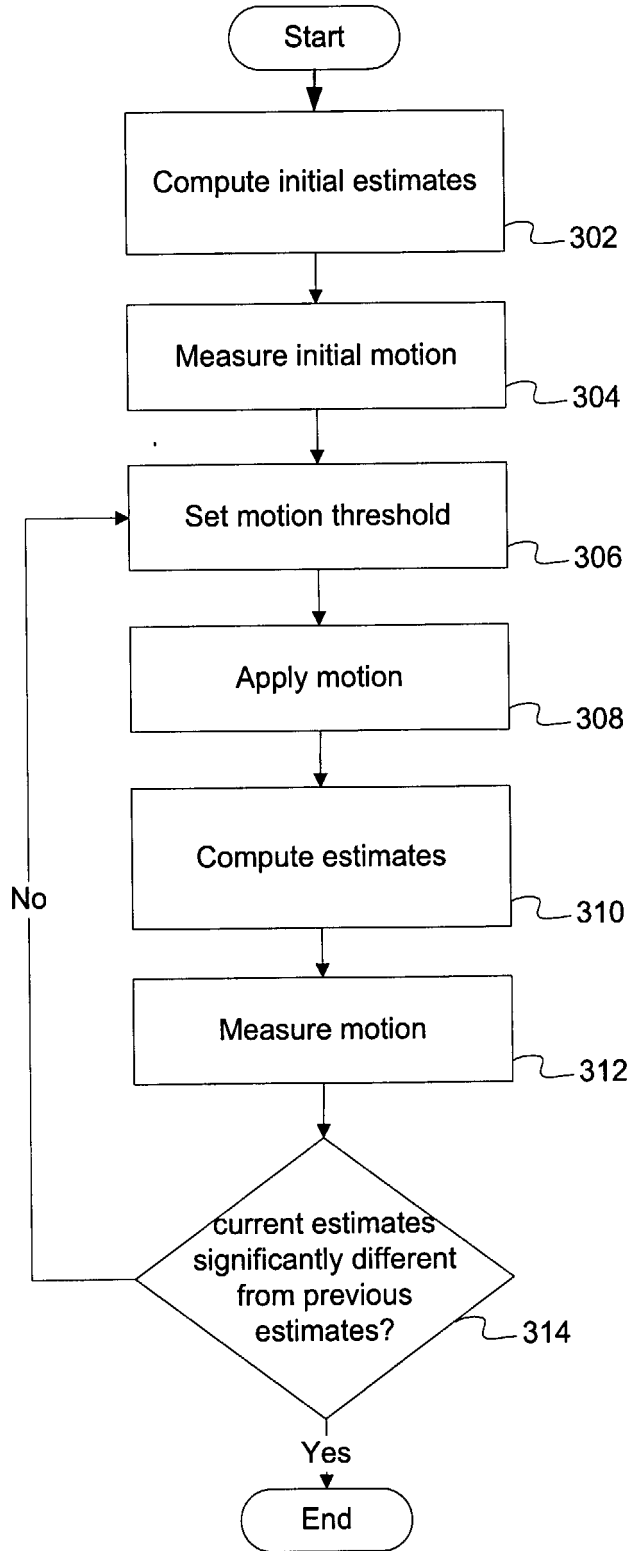 Start
Compute initial estimates
302
Measure initial motion
304
Set motion threshold
306
Apply motion
308
Compute estimates
310
No
Measure motion
312
current estimates
significantly different
from previous
estimates?
314
Yes
End